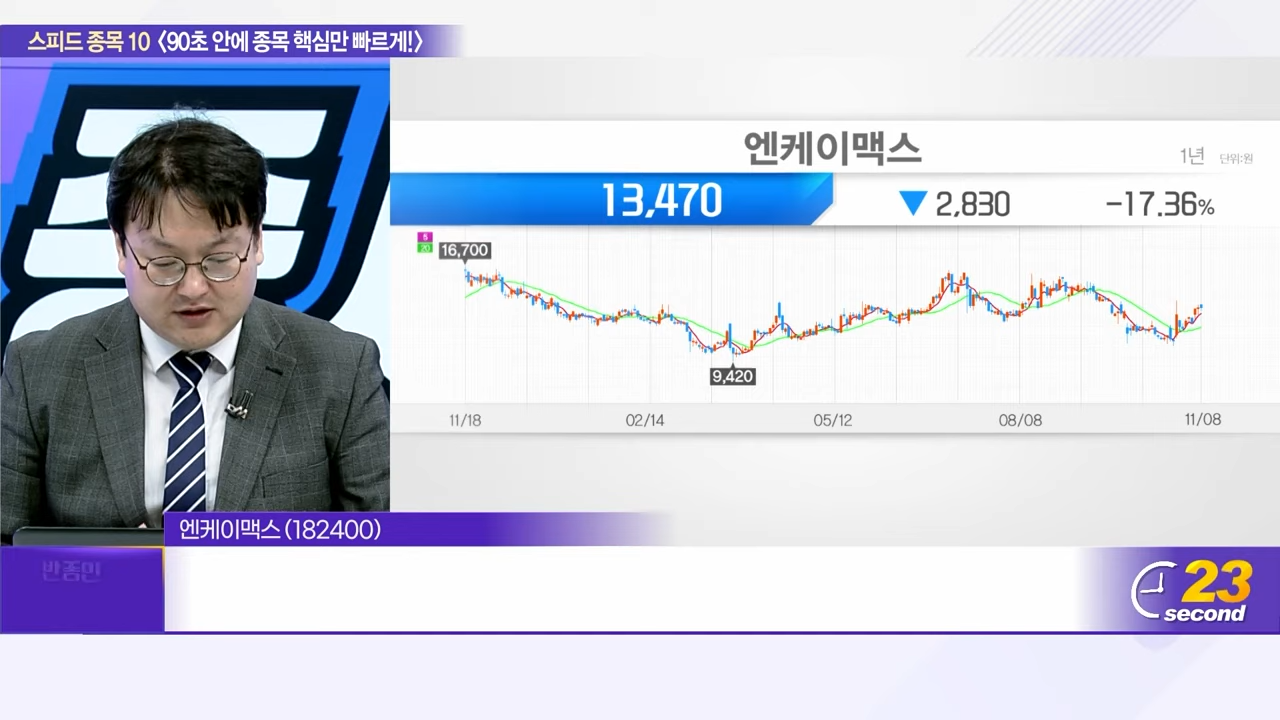 스피드 종목 10 〈90초 안에 종목 핵심만 빠르게!〉
엔케이맥스
1년 단위:원
13,470 ▼ 2,830 -17.36%
5
20
16,700
9,420
11/18 02/14 05/12 08/08 11/08
엔케이맥스 (182400)
반종민
23
second